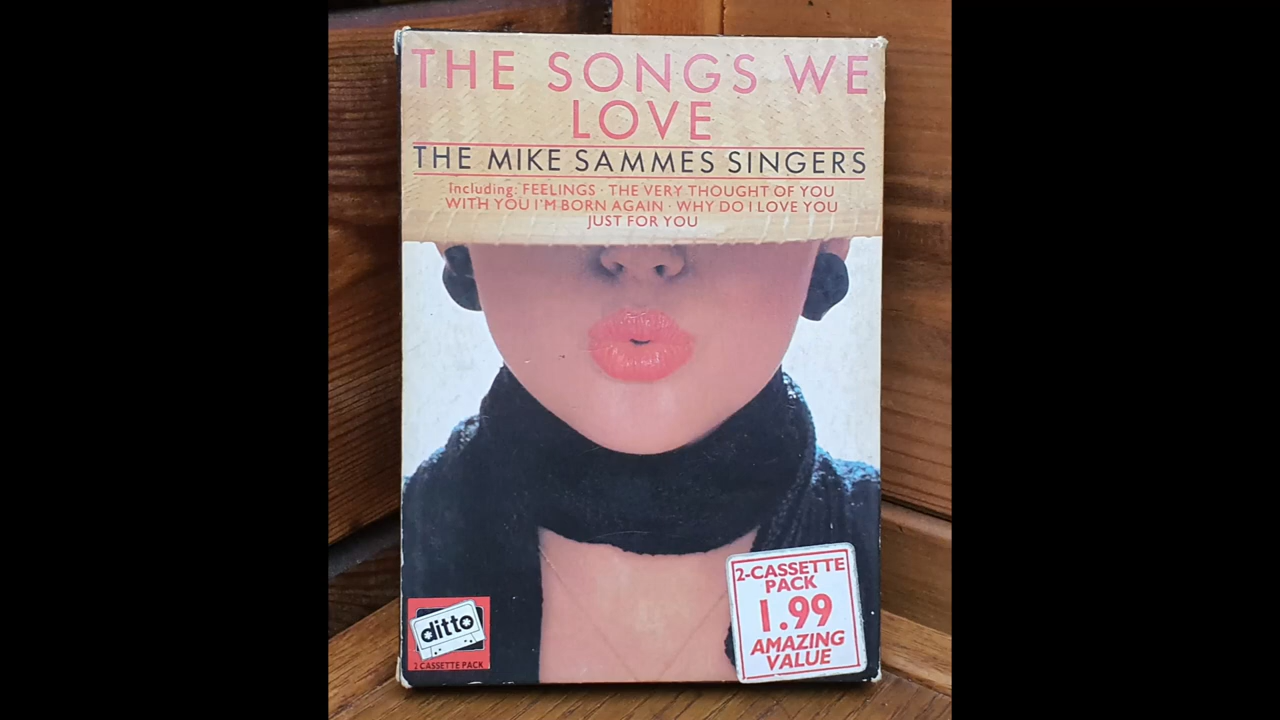 THE SONGS WE
LOVE
THE MIKE SAMMES SINGERS
Including: FEELINGS · THE VERY THOUGHT OF YOU
WITH YOU I'M BORN AGAIN · WHY DO I LOVE YOU
JUST FOR YOU
ditto
2 CASSETTE PACK
2-CASSETTE
PACK
1.99
AMAZING
VALUE